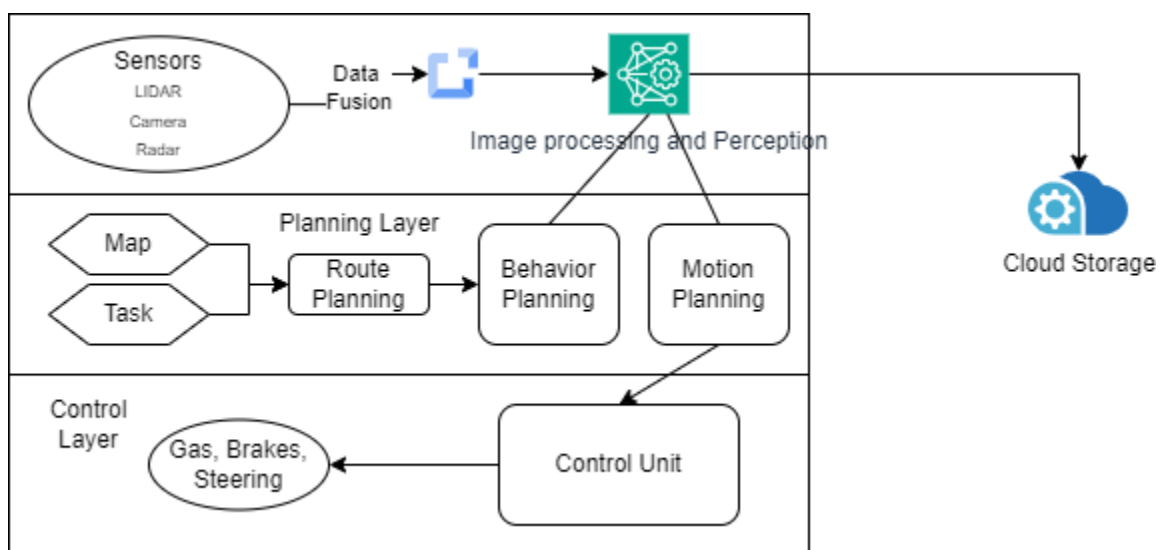 Sensors
LIDAR
Camera
Radar
Data
Fusion
Image processing and Perception
Cloud Storage
Planning Layer
Map
Task
Route
Planning
Behavior
Planning
Motion
Planning
Control
Layer
Gas, Brakes,
Steering
Control Unit